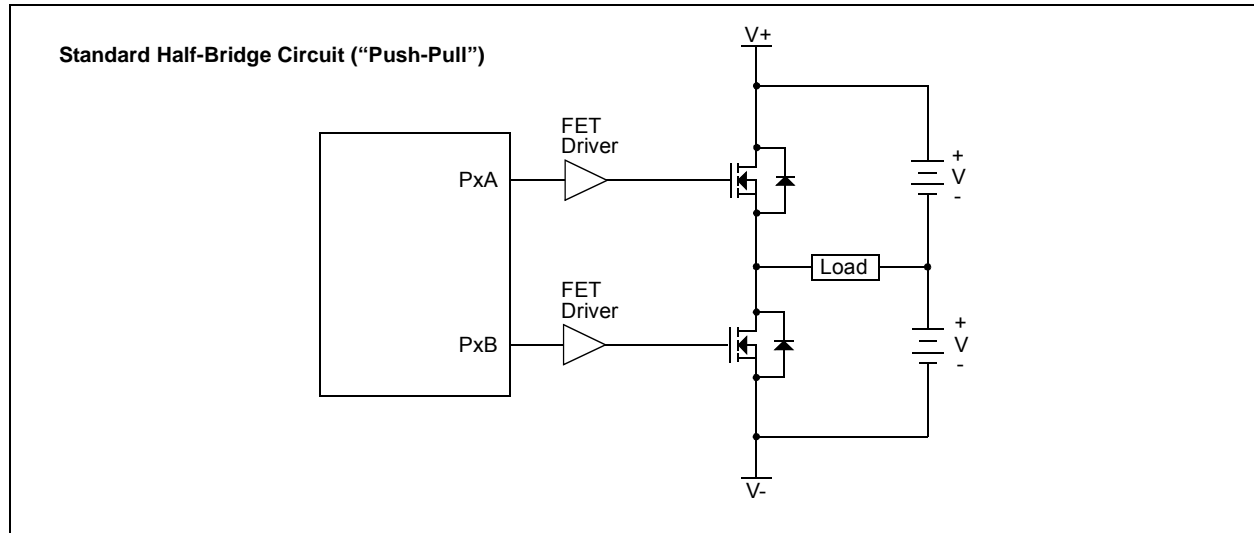 Standard Half-Bridge Circuit (“Push-Pull”)
V+
FET
Driver
PxA
+
V
-
Load
FET
Driver
PxB
+
V
-
V-